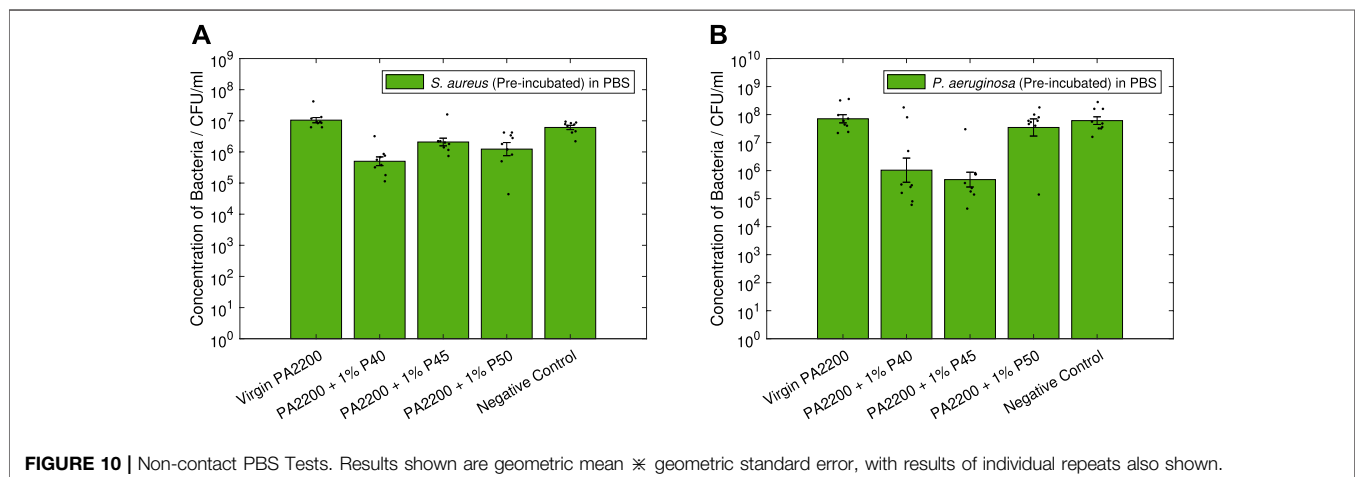 A
B
10^9
10^8
10^7
10^6
10^5
10^4
10^3
10^2
10^1
10^0
Concentration of Bacteria / CFU/ml
S. aureus (Pre-incubated) in PBS
Virgin PA2200
PA2200 + 1% P40
PA2200 + 1% P45
PA2200 + 1% P50
Negative Control
10^10
10^9
10^8
10^7
10^6
10^5
10^4
10^3
10^2
10^1
10^0
Concentration of Bacteria / CFU/ml
P. aeruginosa (Pre-incubated) in PBS
Virgin PA2200
PA2200 + 1% P40
PA2200 + 1% P45
PA2200 + 1% P50
Negative Control
FIGURE 10 | Non-contact PBS Tests. Results shown are geometric mean ⋇ geometric standard error, with results of individual repeats also shown.